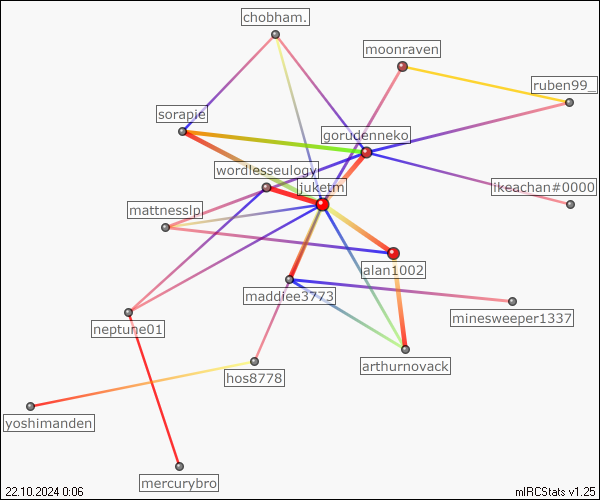 chobham.
moonraven
ruben99_
sorapie
gorudenneko
wordlesseulogy
juketm
ikeachan#0000
mattnesslp
alan1002
maddiee3773
minesweeper1337
neptune01
arthurnovack
hos8778
yoshimanden
mercurybro
22.10.2024 0:06
mIRCStats v1.25